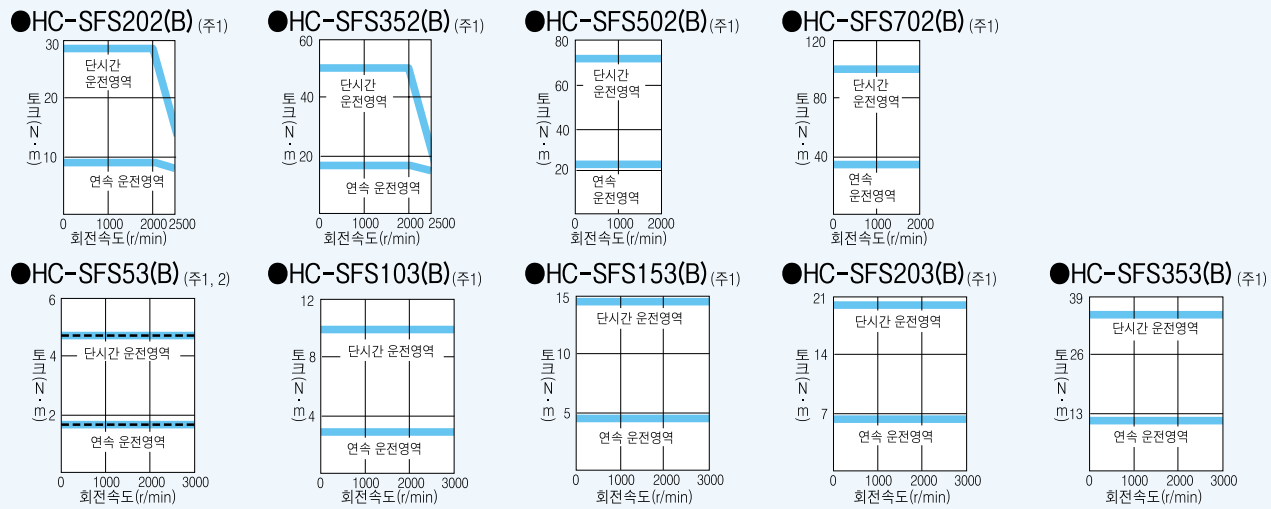 ●HC-SFS202(B) (주1)
30
20
10
토크(N·m)
단시간
운전영역
연속 운전영역
0 1000 2000 2500
회전속도(r/min)
●HC-SFS352(B) (주1)
60
40
20
토크(N·m)
단시간
운전영역
연속 운전영역
0 1000 2000 2500
회전속도(r/min)
●HC-SFS502(B) (주1)
80
60
40
20
토크(N·m)
단시간
운전영역
연속
운전영역
0 1000 2000
회전속도(r/min)
●HC-SFS702(B) (주1)
120
80
40
토크(N·m)
단시간
운전영역
연속
운전영역
0 1000 2000
회전속도(r/min)
●HC-SFS53(B) (주1, 2)
6
4
2
토크(N·m)
단시간 운전영역
연속 운전영역
0 1000 2000 3000
회전속도(r/min)
●HC-SFS103(B) (주1)
12
8
4
토크(N·m)
단시간 운전영역
연속 운전영역
0 1000 2000 3000
회전속도(r/min)
●HC-SFS153(B) (주1)
15
10
5
토크(N·m)
단시간 운전영역
연속 운전영역
0 1000 2000 3000
회전속도(r/min)
●HC-SFS203(B) (주1)
21
14
7
토크(N·m)
단시간 운전영역
연속 운전영역
0 1000 2000 3000
회전속도(r/min)
●HC-SFS353(B) (주1)
39
26
13
토크(N·m)
단시간 운전영역
연속 운전영역
0 1000 2000 3000
회전속도(r/min)